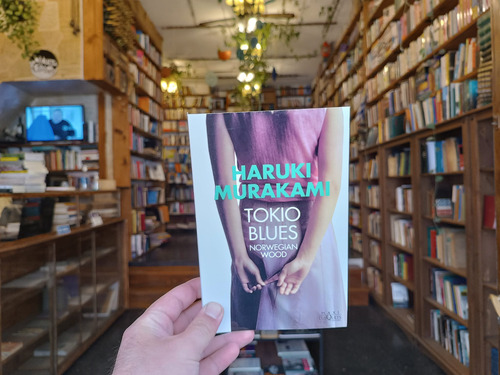 HARUKI
MURAKAMI
TOKIO
BLUES
NORWEGIAN
WOOD